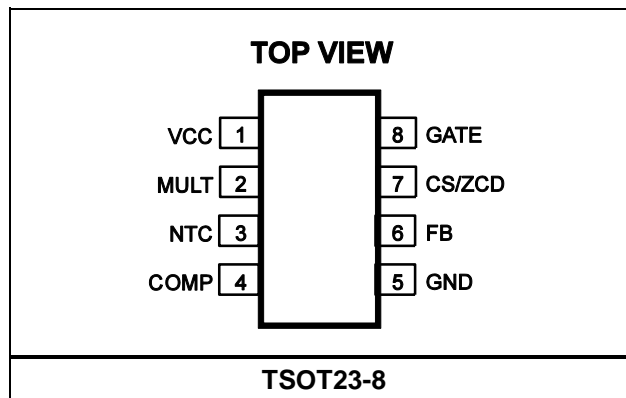 TOP VIEW
VCC 1 8 GATE
MULT 2 7 CS/ZCD
NTC 3 6 FB
COMP 4 5 GND
TSOT23-8